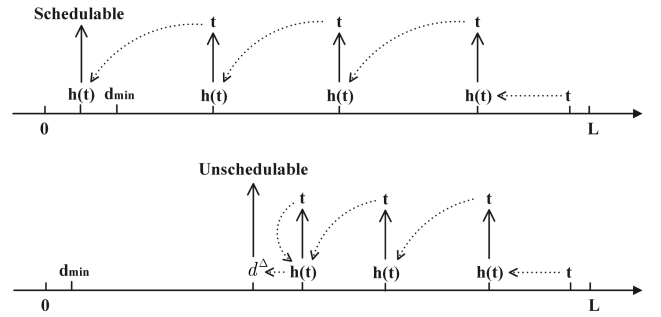 Schedulable
t t t
h(t) dmin h(t) h(t) h(t) t
0 L
Unschedulable
t t t
dmin d^Δ h(t) h(t) h(t) t
0 L